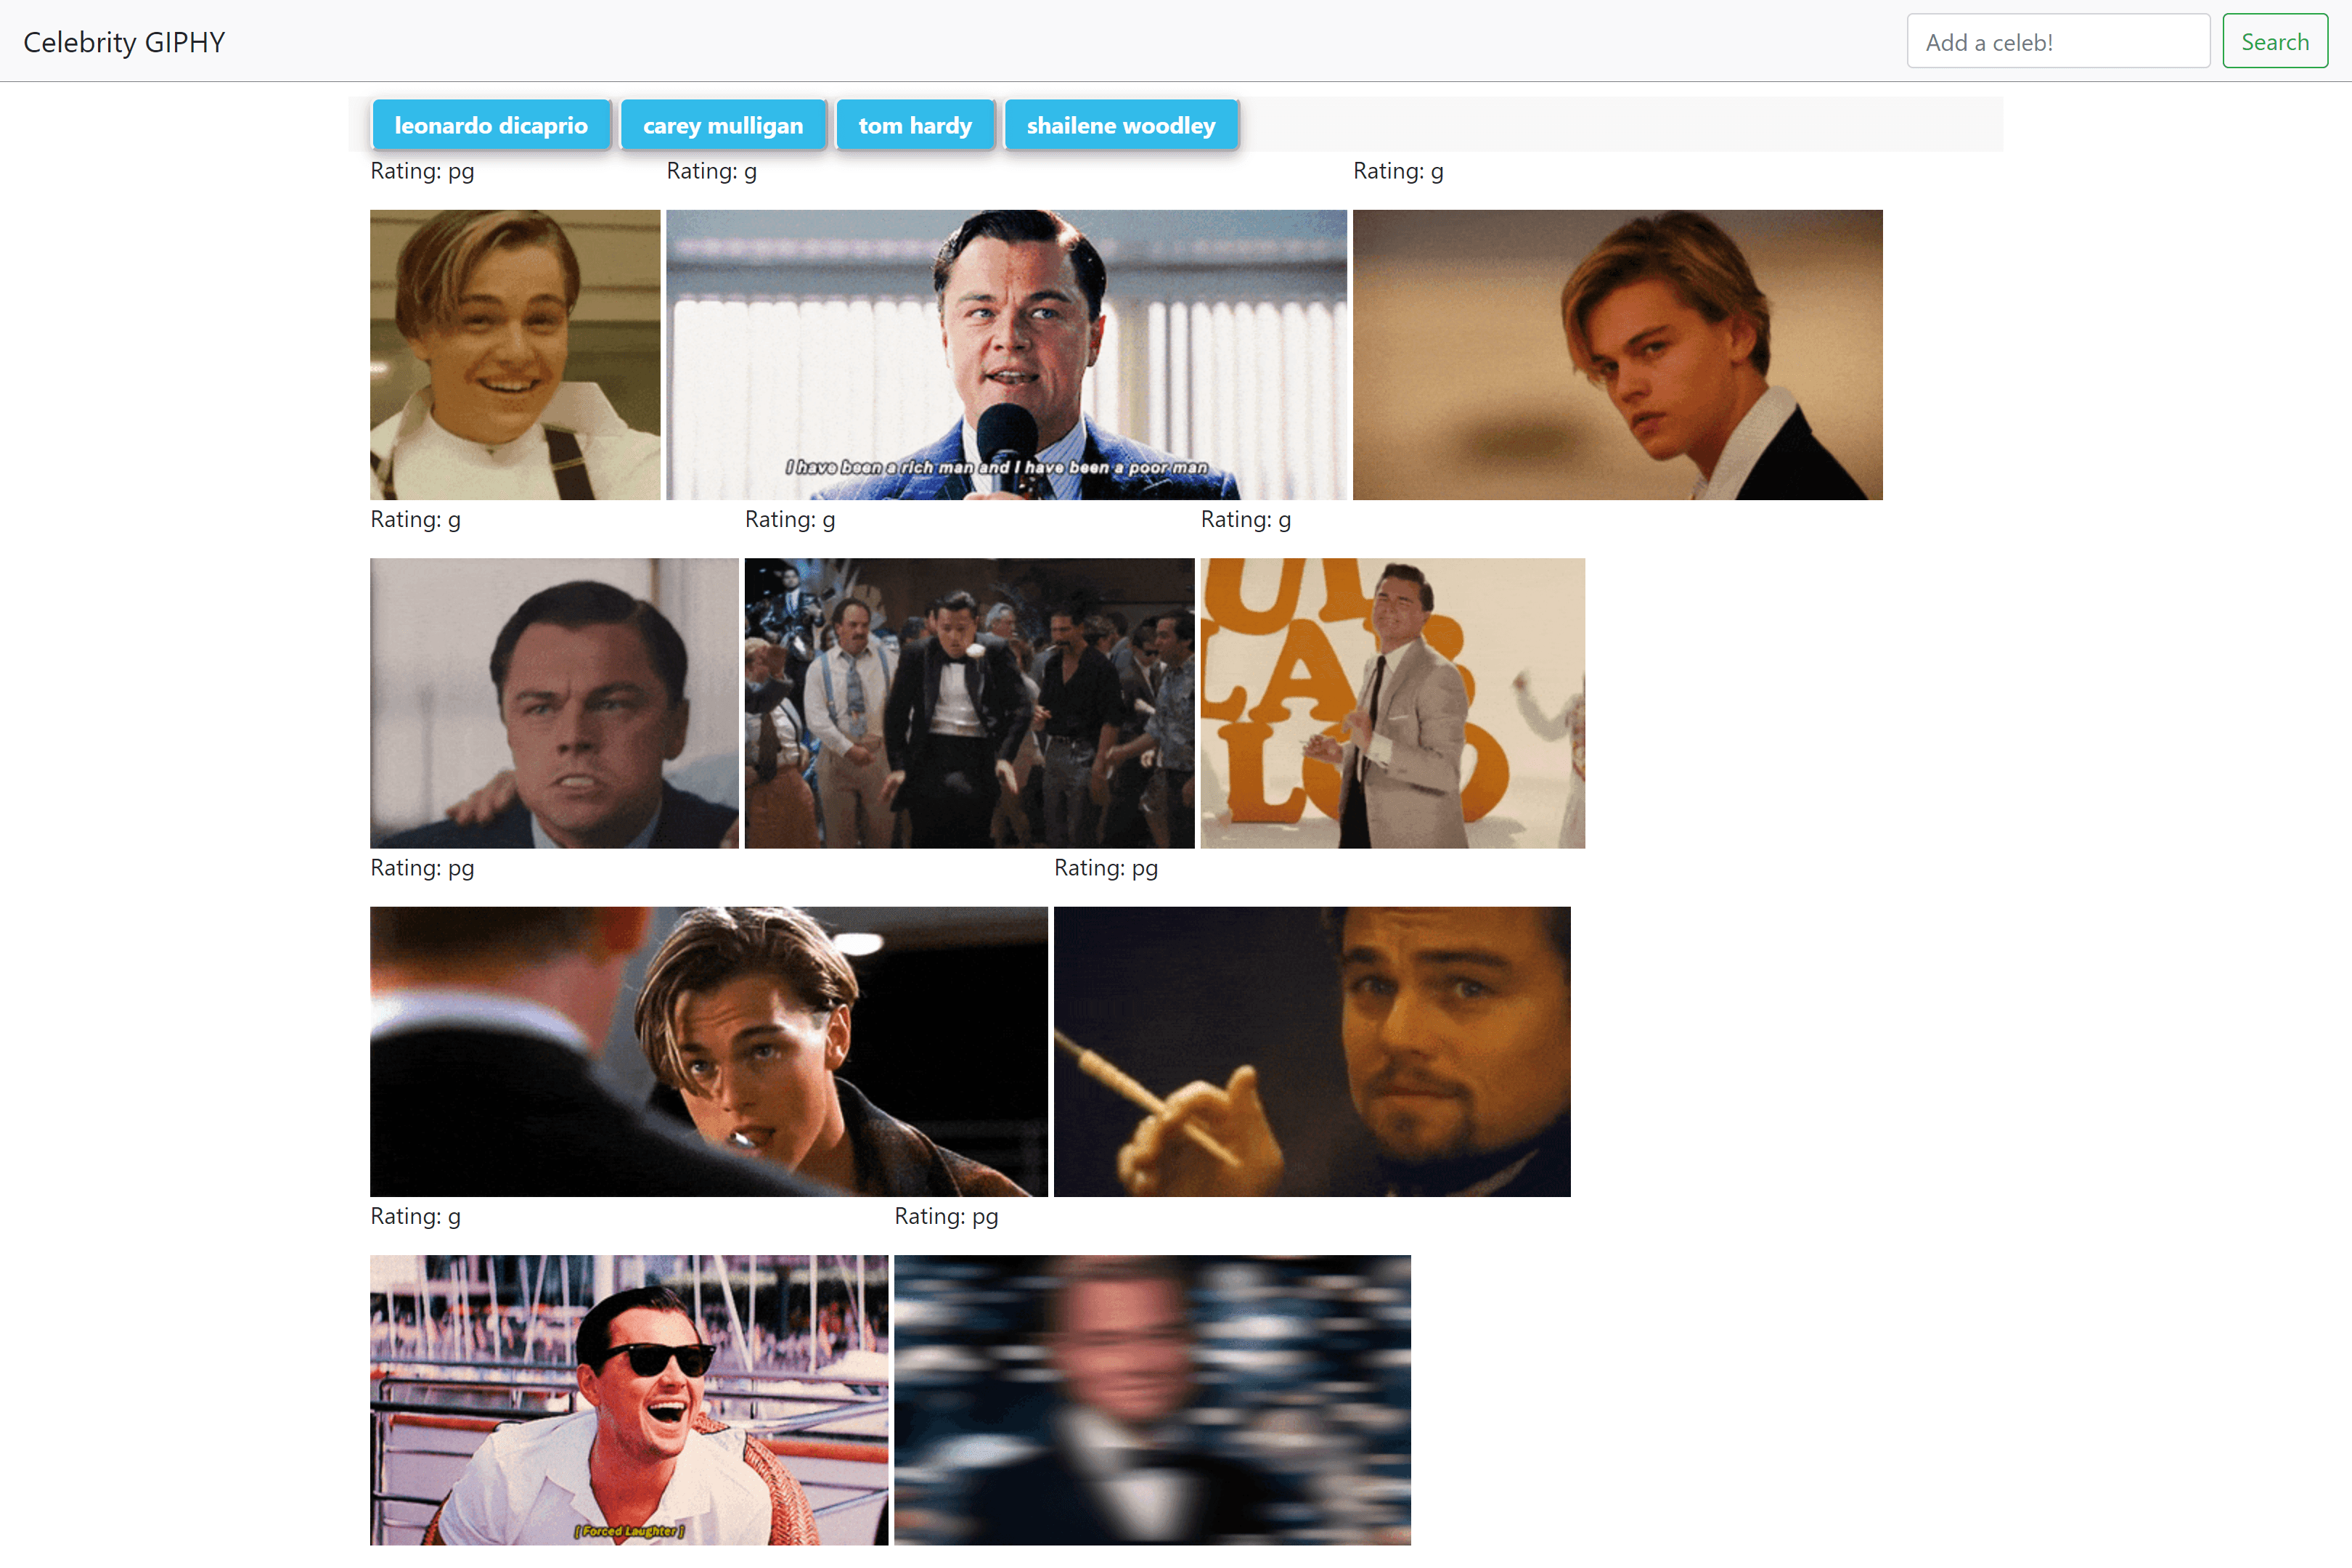 Celebrity GIPHY
Add a celeb!
Search
leonardo dicaprio
carey mulligan
tom hardy
shailene woodley
Rating: pg
Rating: g
Rating: g
I have been a rich man and I have been a poor man
Rating: g
Rating: g
Rating: g
Rating: pg
Rating: pg
Rating: g
Rating: pg
[ Forced Laughter ]